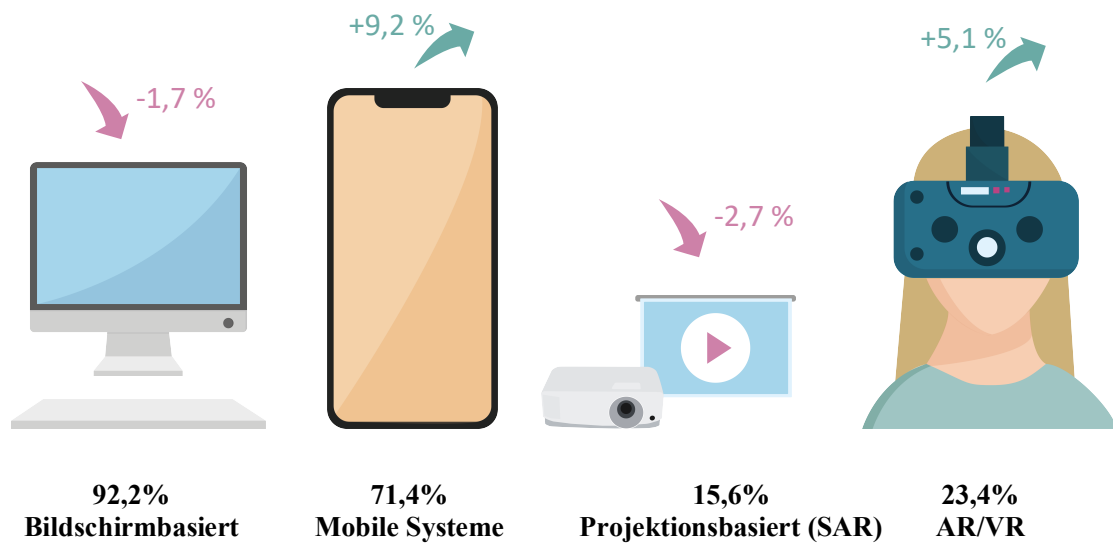 -1,7 %
+9,2 %
-2,7 %
+5,1 %
92,2%
Bildschirmbasiert
71,4%
Mobile Systeme
15,6%
Projektionsbasiert (SAR)
23,4%
AR/VR